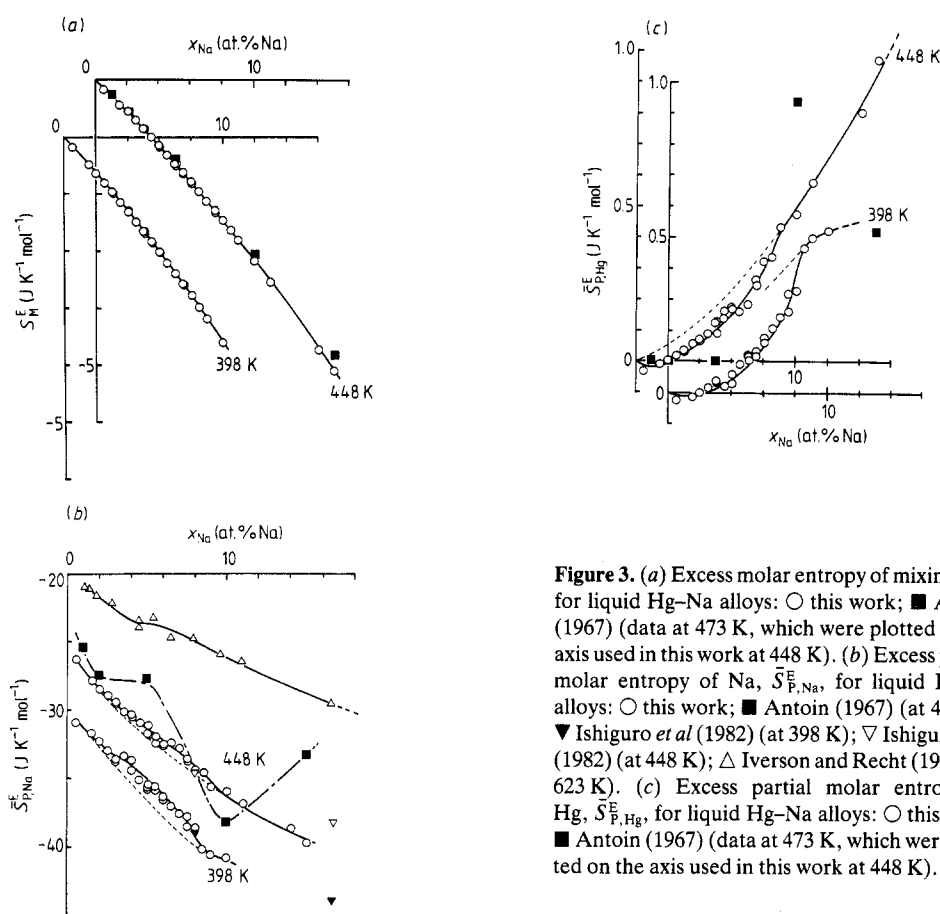 (a)
x_Na (at.% Na)
0 10
0 10
0
S_M^E (J K⁻¹ mol⁻¹)
-5
-5
398 K
448 K
(c)
1.0
1.0
0.5
0.5
0
0
S̄^E_P,Hg (J K⁻¹ mol⁻¹)
448 K
398 K
10
10
x_Na (at.% Na)
(b)
x_Na (at.% Na)
0 10
-20
-30
-40
S̄^E_P,Na (J K⁻¹ mol⁻¹)
448 K
398 K
Figure 3. (a) Excess molar entropy of mixin
for liquid Hg–Na alloys: ○ this work; ■ A
(1967) (data at 473 K, which were plotted
axis used in this work at 448 K). (b) Excess
molar entropy of Na, S̄^E_P,Na, for liquid
alloys: ○ this work; ■ Antoin (1967) (at 4
▼ Ishiguro et al (1982) (at 398 K); ▽ Ishigu
(1982) (at 448 K); △ Iverson and Recht (19
623 K). (c) Excess partial molar entro
Hg, S̄^E_P,Hg, for liquid Hg–Na alloys: ○ this
■ Antoin (1967) (data at 473 K, which wer
ted on the axis used in this work at 448 K).